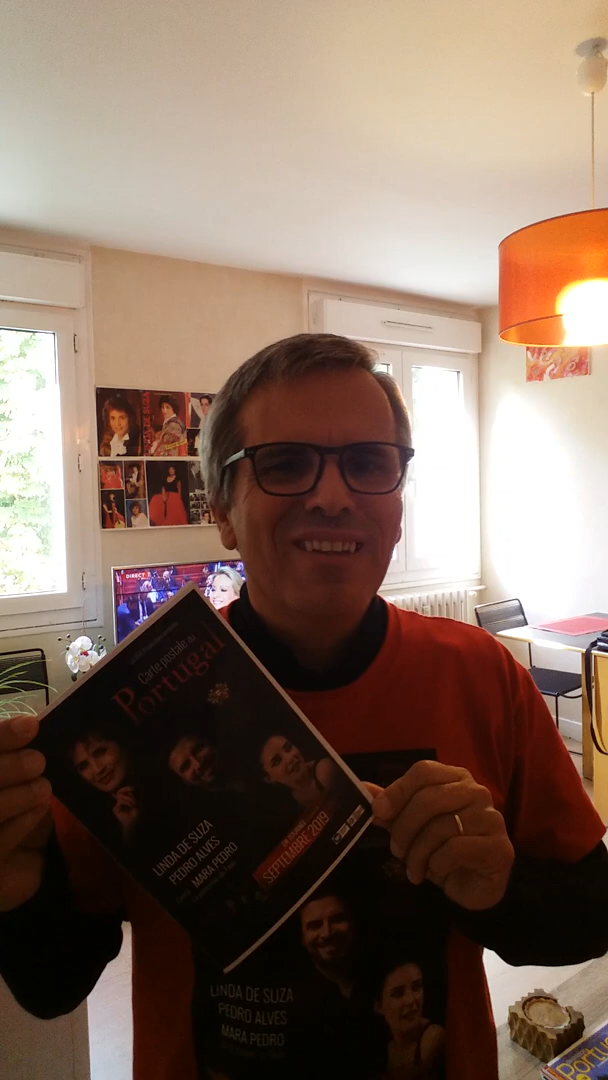 DIRECT
Carte postale du
Portugal
LINDA DE SUZA
PEDRO ALVES
MARA PEDRO
SEPTEMBRE 2019
LINDA DE SUZA
PEDRO ALVES
MARA PEDRO
Portu